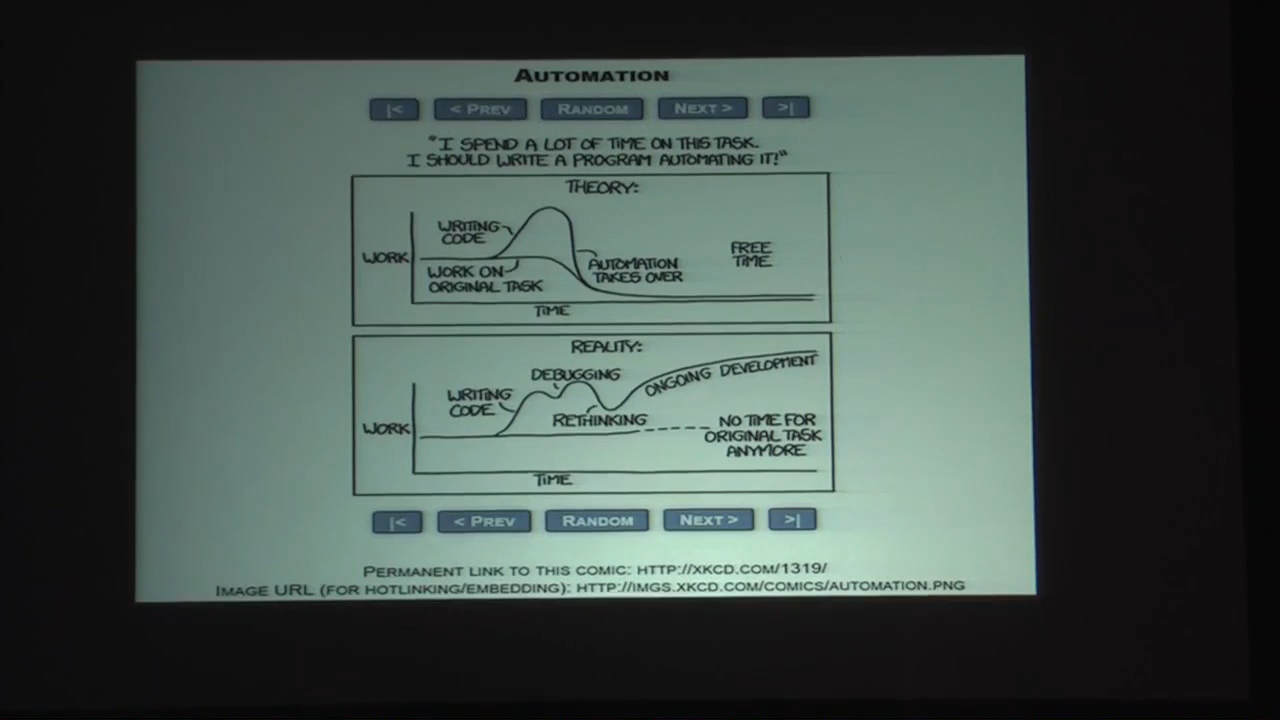 AUTOMATION
|< < PREV RANDOM NEXT > >|
"I SPEND A LOT OF TIME ON THIS TASK.
I SHOULD WRITE A PROGRAM AUTOMATING IT!"
THEORY:
WRITING
CODE
WORK
WORK ON
ORIGINAL TASK
AUTOMATION
TAKES OVER
FREE
TIME
TIME
REALITY:
WRITING
CODE
DEBUGGING
RETHINKING
ONGOING DEVELOPMENT
WORK
NO TIME FOR
ORIGINAL TASK
ANYMORE
TIME
|< < PREV RANDOM NEXT > >|
PERMANENT LINK TO THIS COMIC: HTTP://XKCD.COM/1319/
IMAGE URL (FOR HOTLINKING/EMBEDDING): HTTP://IMGS.XKCD.COM/COMICS/AUTOMATION.PNG